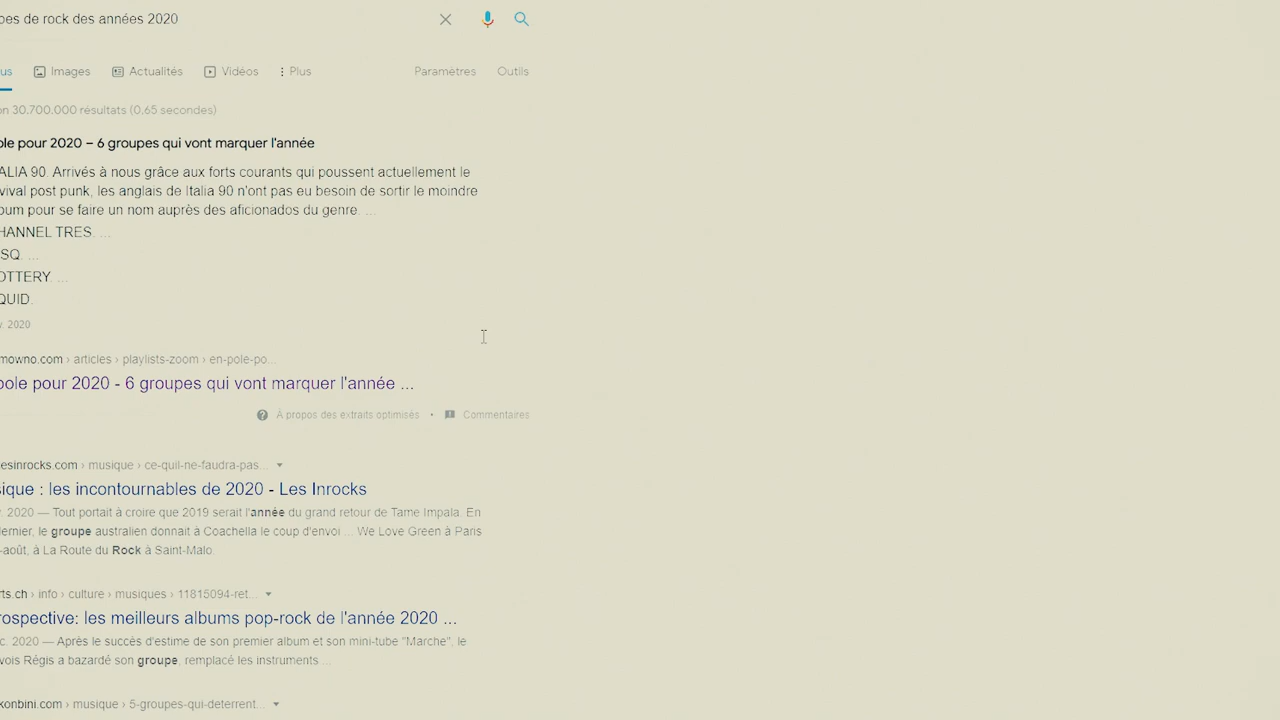 pes de rock des années 2020
us Images Actualités Vidéos Plus Paramètres Outils
on 30.700.000 résultats (0.65 secondes)
ole pour 2020 – 6 groupes qui vont marquer l'année
ALIA 90. Arrivés à nous grâce aux forts courants qui poussent actuellement le
vival post punk, les anglais de Italia 90 n'ont pas eu besoin de sortir le moindre
bum pour se faire un nom auprès des aficionados du genre. ...
HANNEL TRES. ...
SQ. ...
OTTERY. ...
QUID.
v. 2020
mowno.com › articles › playlists-zoom › en-pole-po...
pole pour 2020 - 6 groupes qui vont marquer l'année ...
À propos des extraits optimisés • Commentaires
esinrocks.com › musique › ce-quil-ne-faudra-pas...
sique : les incontournables de 2020 - Les Inrocks
r. 2020 — Tout portait à croire que 2019 serait l'année du grand retour de Tame Impala. En
dernier, le groupe australien donnait à Coachella le coup d'envoi ... We Love Green à Paris
-août, à La Route du Rock à Saint-Malo.
rts.ch › info › culture › musiques › 11815094-ret...
rospective: les meilleurs albums pop-rock de l'année 2020 ...
c. 2020 — Après le succès d'estime de son premier album et son mini-tube "Marche", le
vois Régis a bazardé son groupe, remplacé les instruments ...
konbini.com › musique › 5-groupes-qui-deterrent...